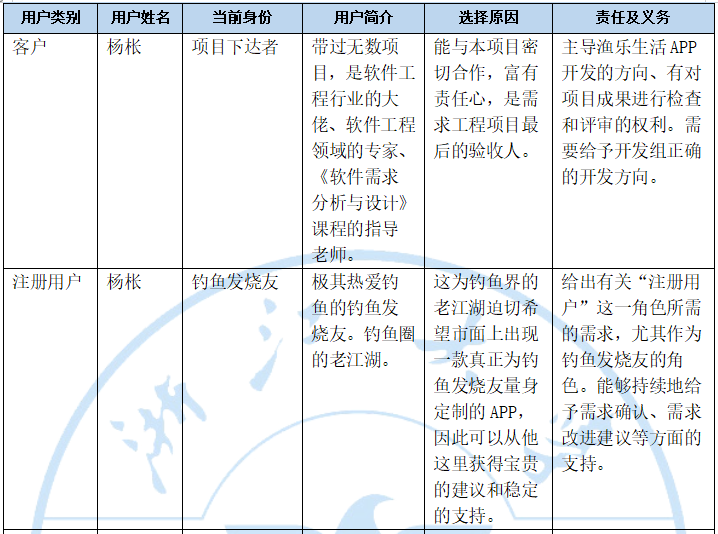 用户类别 用户姓名 当前身份 用户简介 选择原因 责任及义务
客户 杨枨 项目下达者
带过无数项
目，是软件工
程行业的大
佬、软件工程
领域的专家、
《软件需求
分析与设计》
课程的指导
老师。
能与本项目密
切合作，富有
责任心，是需
求工程项目最
后的验收人。
主导渔乐生活APP
开发的方向、有对
项目成果进行检查
和评审的权利。需
要给予开发组正确
的开发方向。
注册用户 杨枨 钓鱼发烧友
极其热爱钓
鱼的钓鱼发
烧友。钓鱼圈
的老江湖。
这为钓鱼界的
老江湖迫切希
望市面上出现
一款真正为钓
鱼发烧友量身
定制的APP，
因此可以从他
这里获得宝贵
的建议和稳定
的支持。
给出有关“注册用
户”这一角色所需
的需求，尤其作为
钓鱼发烧友的角
色。能够持续地给
予需求确认、需求
改进建议等方面的
支持。
浙江大